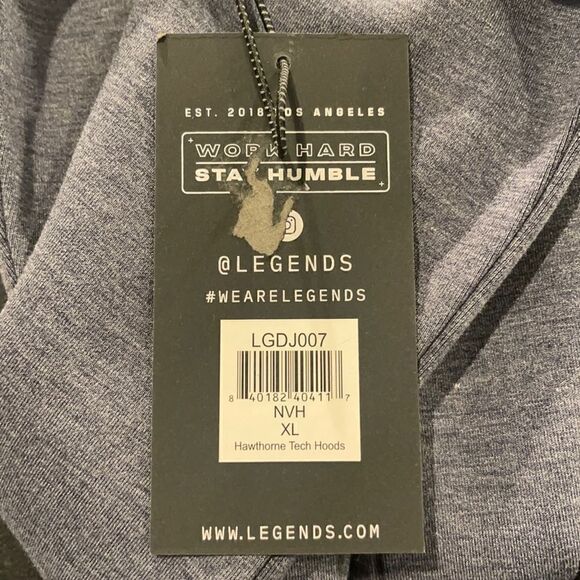 EST. 2018 LOS ANGELES
WORK HARD
STAY HUMBLE
@LEGENDS
#WEARELEGENDS
LGDJ007
8 40182 40411 7
NVH
XL
Hawthorne Tech Hoods
WWW.LEGENDS.COM